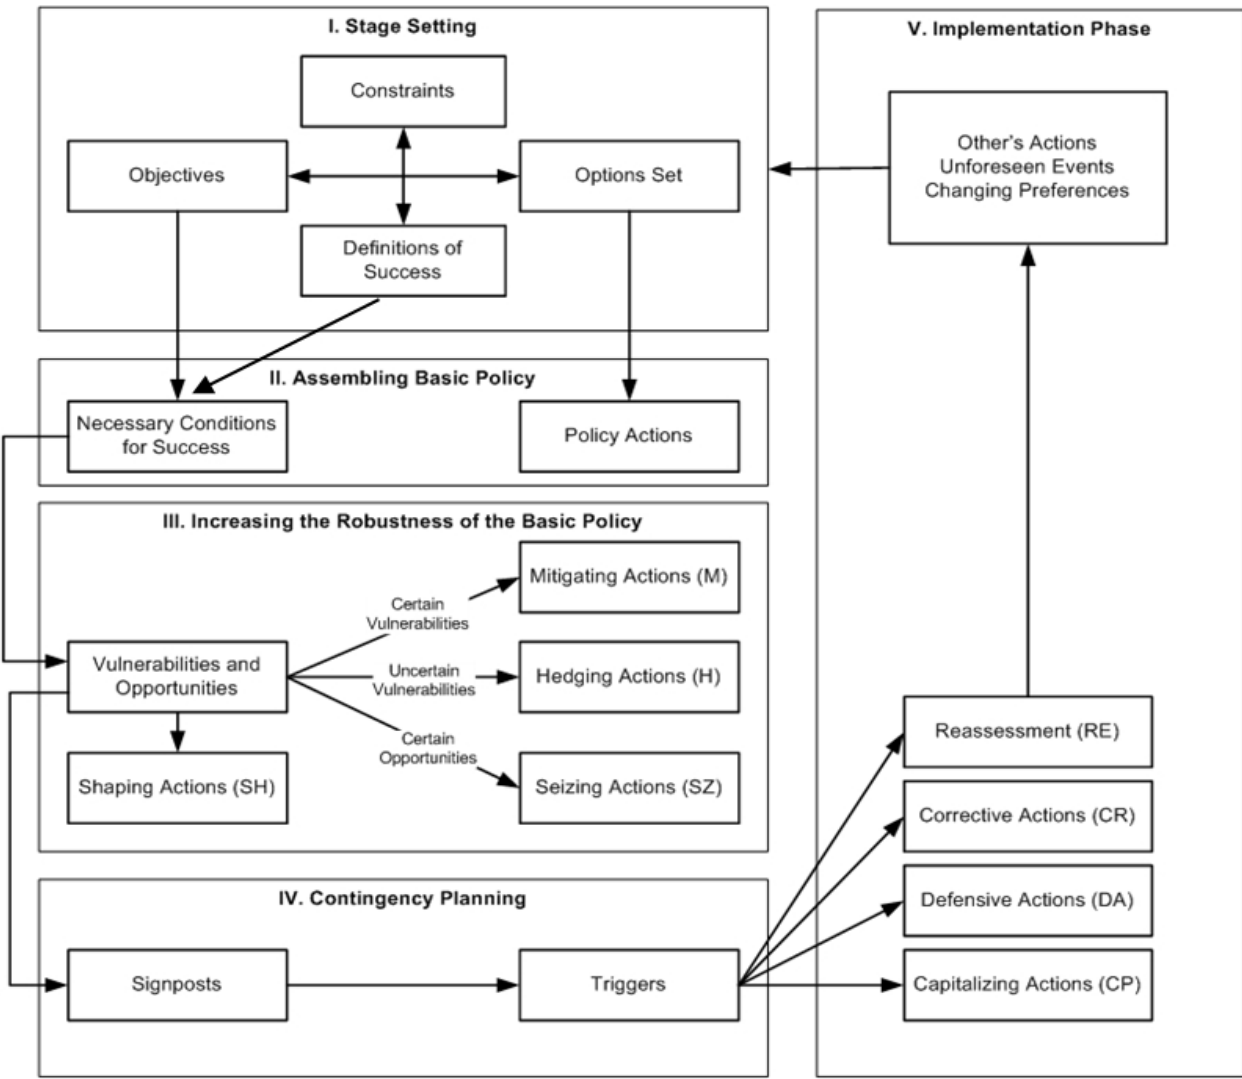 I. Stage Setting
Constraints
Objectives
Options Set
Definitions of
Success
II. Assembling Basic Policy
Necessary Conditions
for Success
Policy Actions
III. Increasing the Robustness of the Basic Policy
Mitigating Actions (M)
Certain
Vulnerabilities
Vulnerabilities and
Opportunities
Uncertain
Vulnerabilities
Hedging Actions (H)
Certain
Opportunities
Shaping Actions (SH)
Seizing Actions (SZ)
IV. Contingency Planning
Signposts
Triggers
V. Implementation Phase
Other's Actions
Unforeseen Events
Changing Preferences
Reassessment (RE)
Corrective Actions (CR)
Defensive Actions (DA)
Capitalizing Actions (CP)